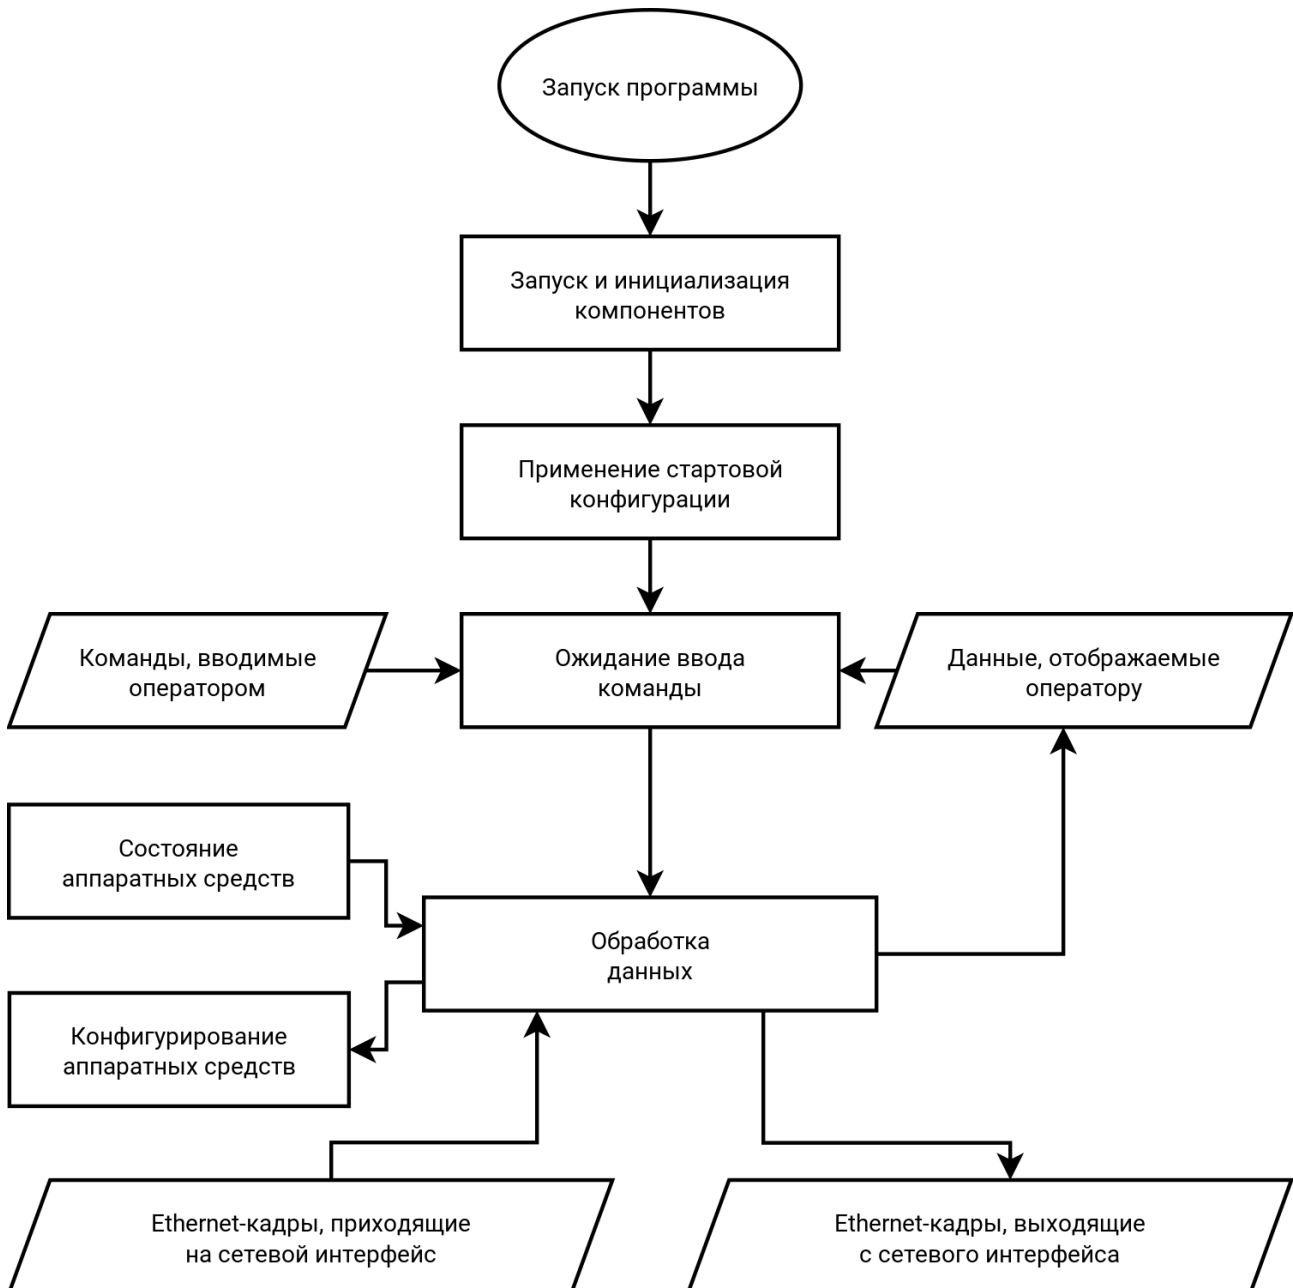 Запуск программы
Запуск и инициализация
компонентов
Применение стартовой
конфигурации
Команды, вводимые
оператором
Ожидание ввода
команды
Данные, отображаемые
оператору
Состояние
аппаратных средств
Обработка
данных
Конфигурирование
аппаратных средств
Ethernet-кадры, приходящие
на сетевой интерфейс
Ethernet-кадры, выходящие
с сетевого интерфейса